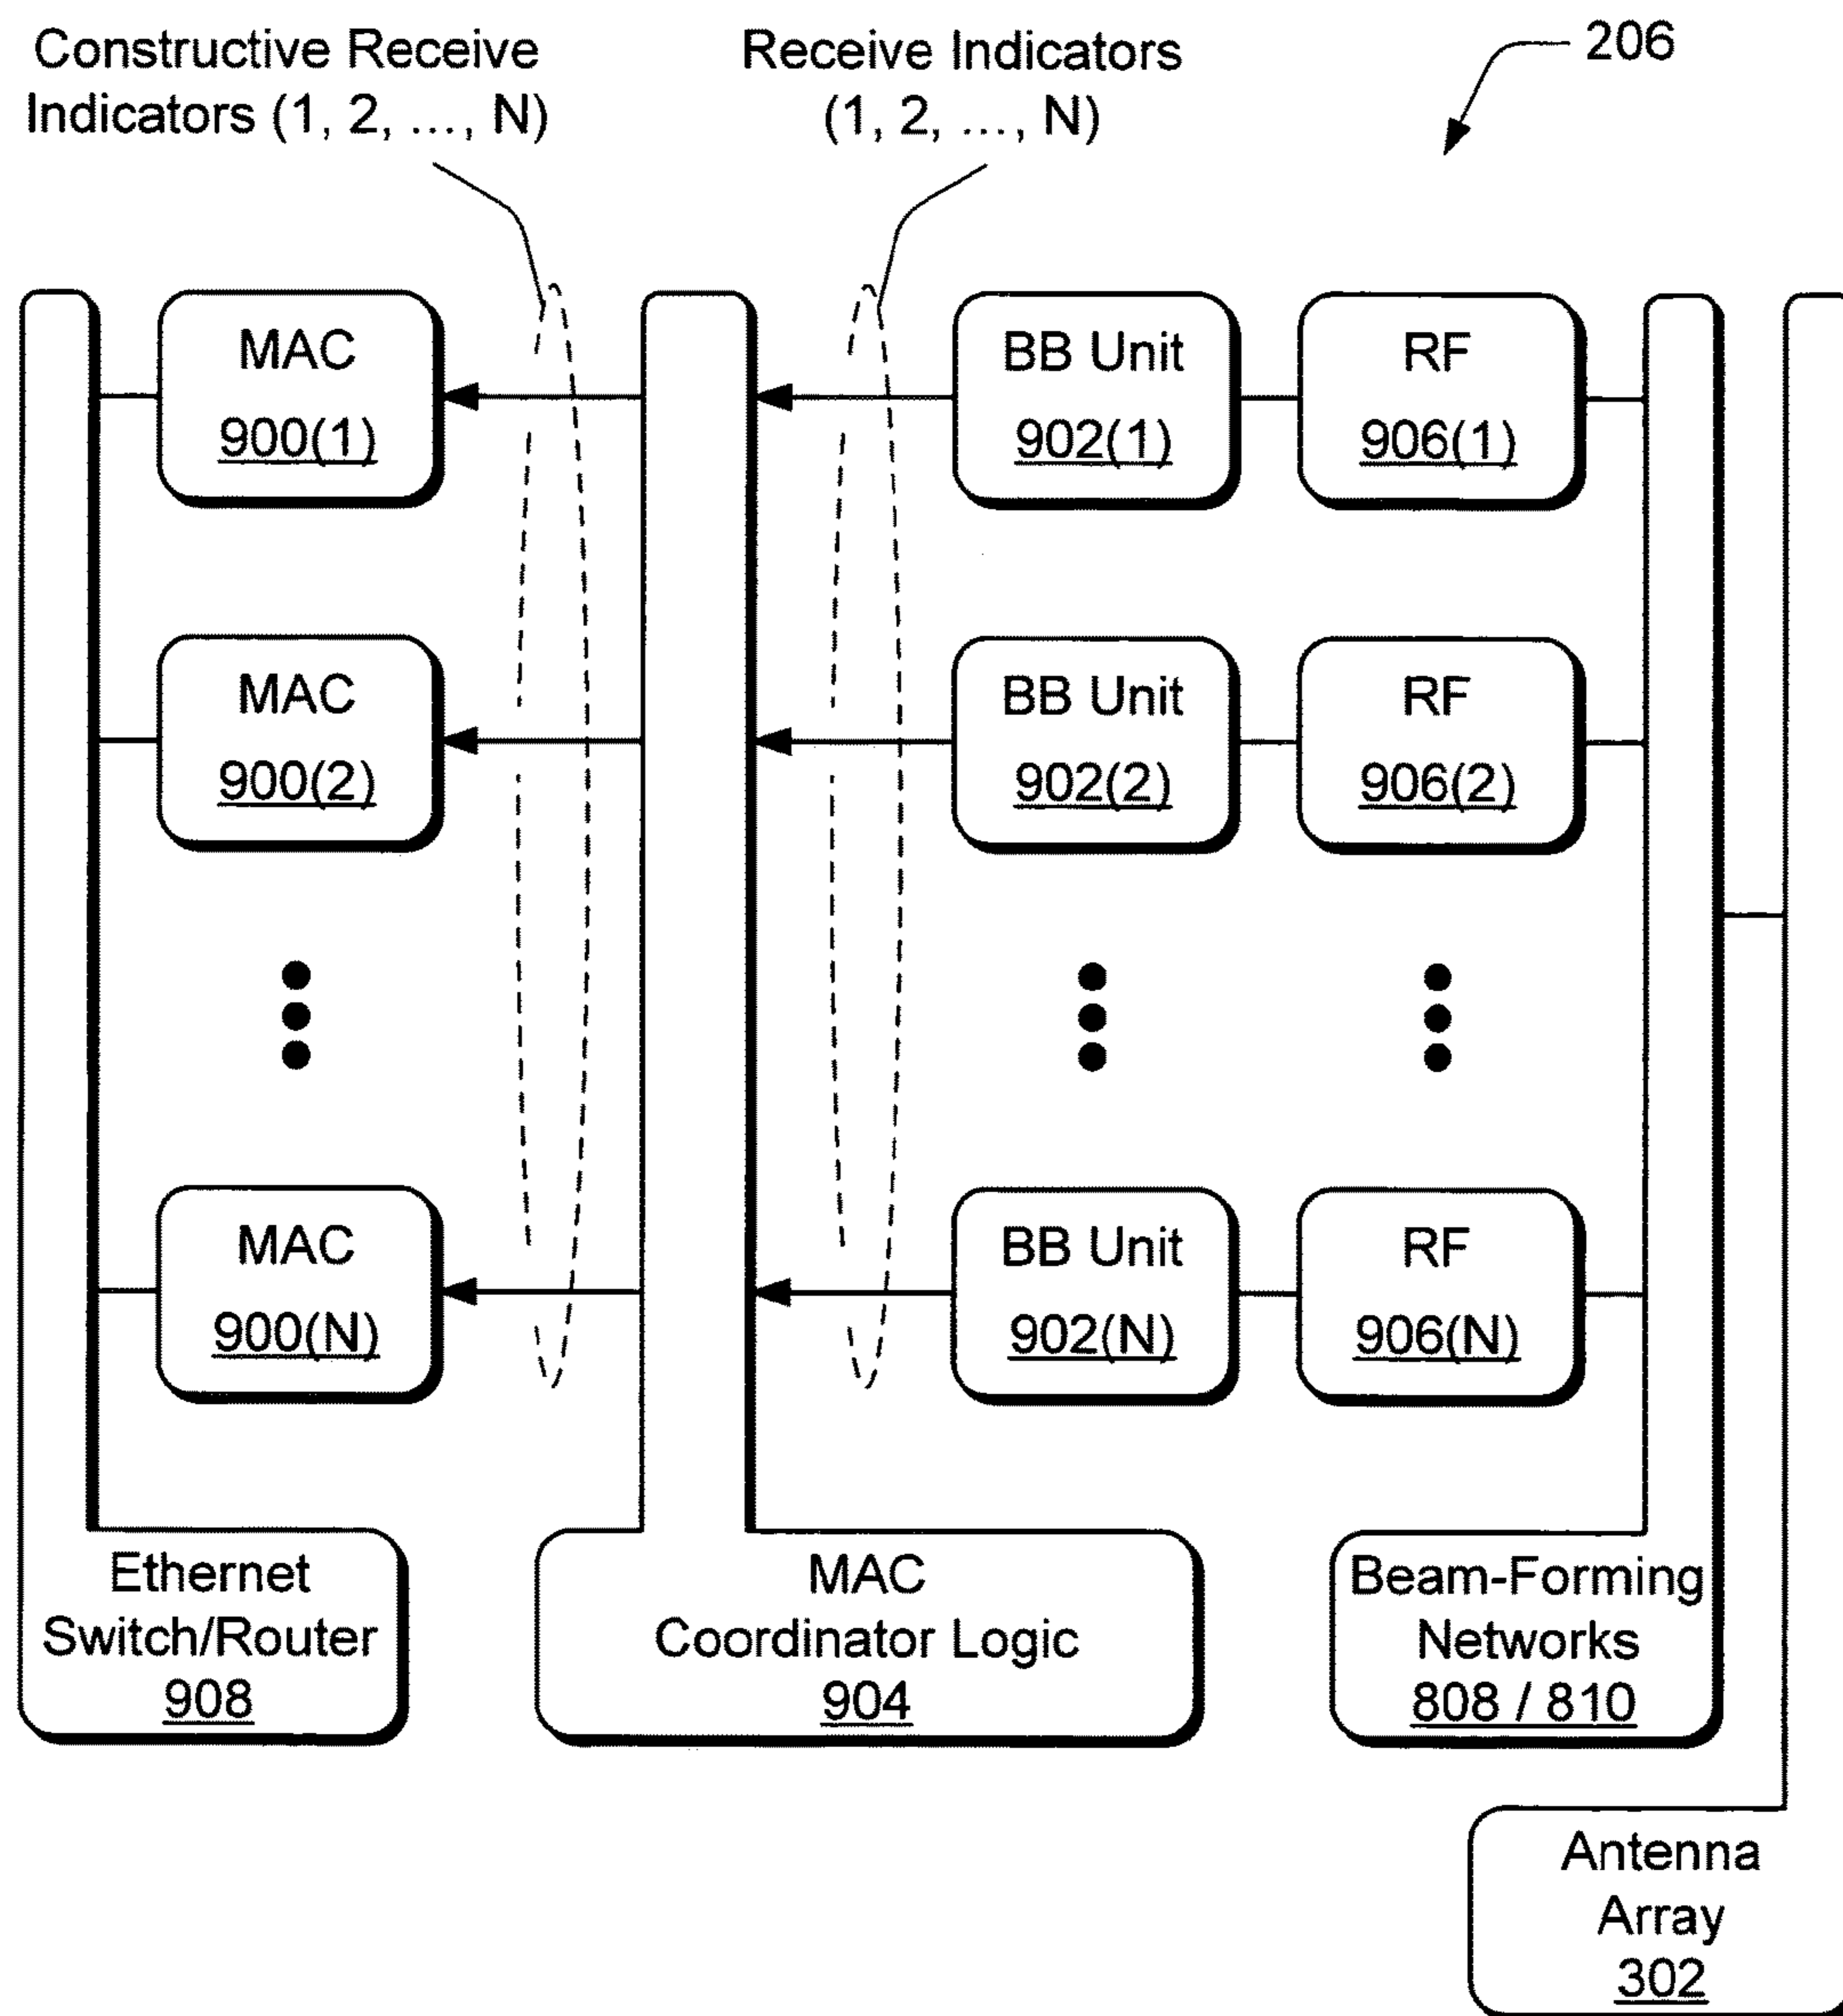 Constructive Receive
Indicators (1, 2, ..., N)
Receive Indicators
(1, 2, ..., N)
206
MAC
900(1)
BB Unit
902(1)
RF
906(1)
MAC
900(2)
BB Unit
902(2)
RF
906(2)
MAC
900(N)
BB Unit
902(N)
RF
906(N)
Ethernet
Switch/Router
908
MAC
Coordinator Logic
904
Beam-Forming
Networks
808 / 810
Antenna
Array
302